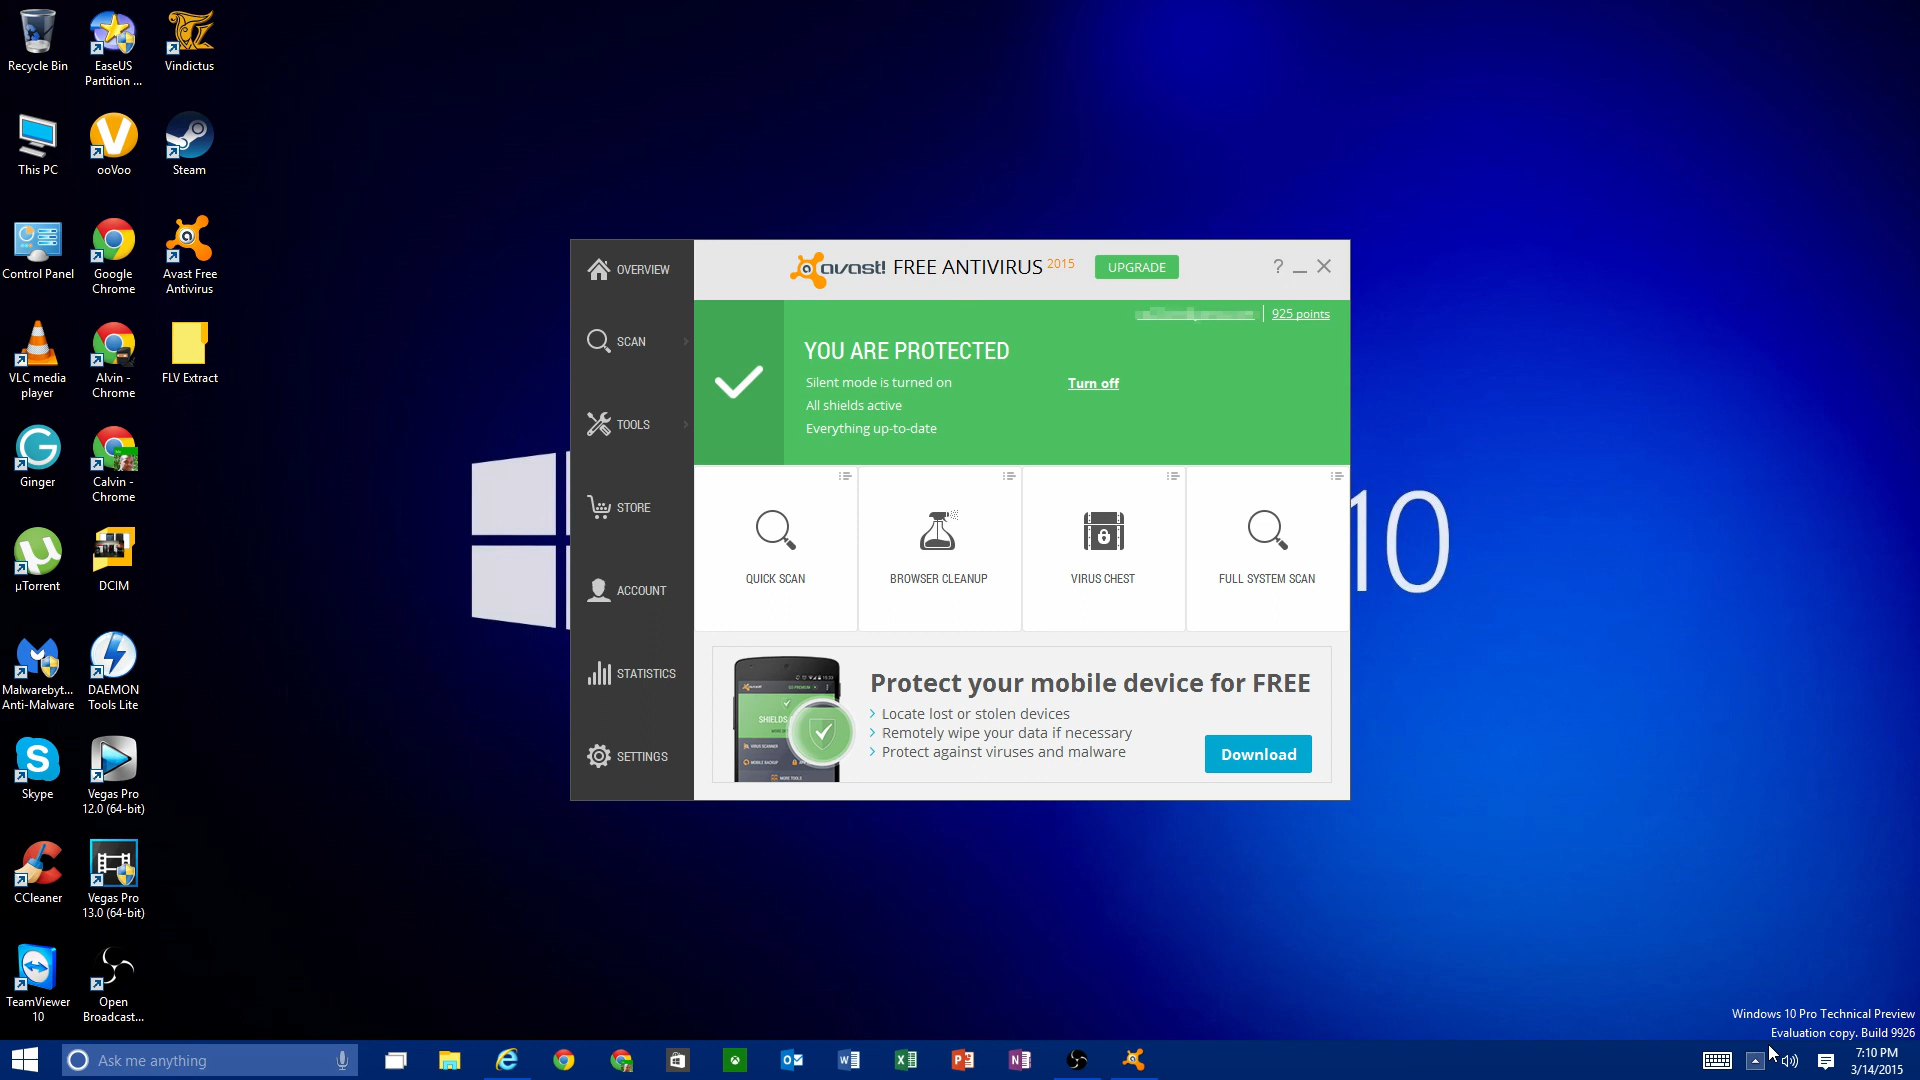 Recycle Bin
EaseUS
Partition ...
Vindictus
This PC
ooVoo
Steam
Control Panel
Google
Chrome
Avast Free
Antivirus
VLC media
player
Alvin -
Chrome
FLV Extract
Ginger
Calvin -
Chrome
µTorrent
DCIM
Malwarebyt...
Anti-Malware
DAEMON
Tools Lite
Skype
Vegas Pro
12.0 (64-bit)
CCleaner
Vegas Pro
13.0 (64-bit)
TeamViewer
10
Open
Broadcast...
OVERVIEW
SCAN
TOOLS
STORE
ACCOUNT
STATISTICS
SETTINGS
avast! FREE ANTIVIRUS 2015
UPGRADE
?
925 points
YOU ARE PROTECTED
Silent mode is turned on
Turn off
All shields active
Everything up-to-date
QUICK SCAN
BROWSER CLEANUP
VIRUS CHEST
FULL SYSTEM SCAN
SHIELDS
VIRUS SCANNER
MOBILE BACKUP
MORE TOOLS
Protect your mobile device for FREE
Locate lost or stolen devices
Remotely wipe your data if necessary
Protect against viruses and malware
Download
10
Windows 10 Pro Technical Preview
Evaluation copy. Build 9926
Ask me anything
7:10 PM
3/14/2015